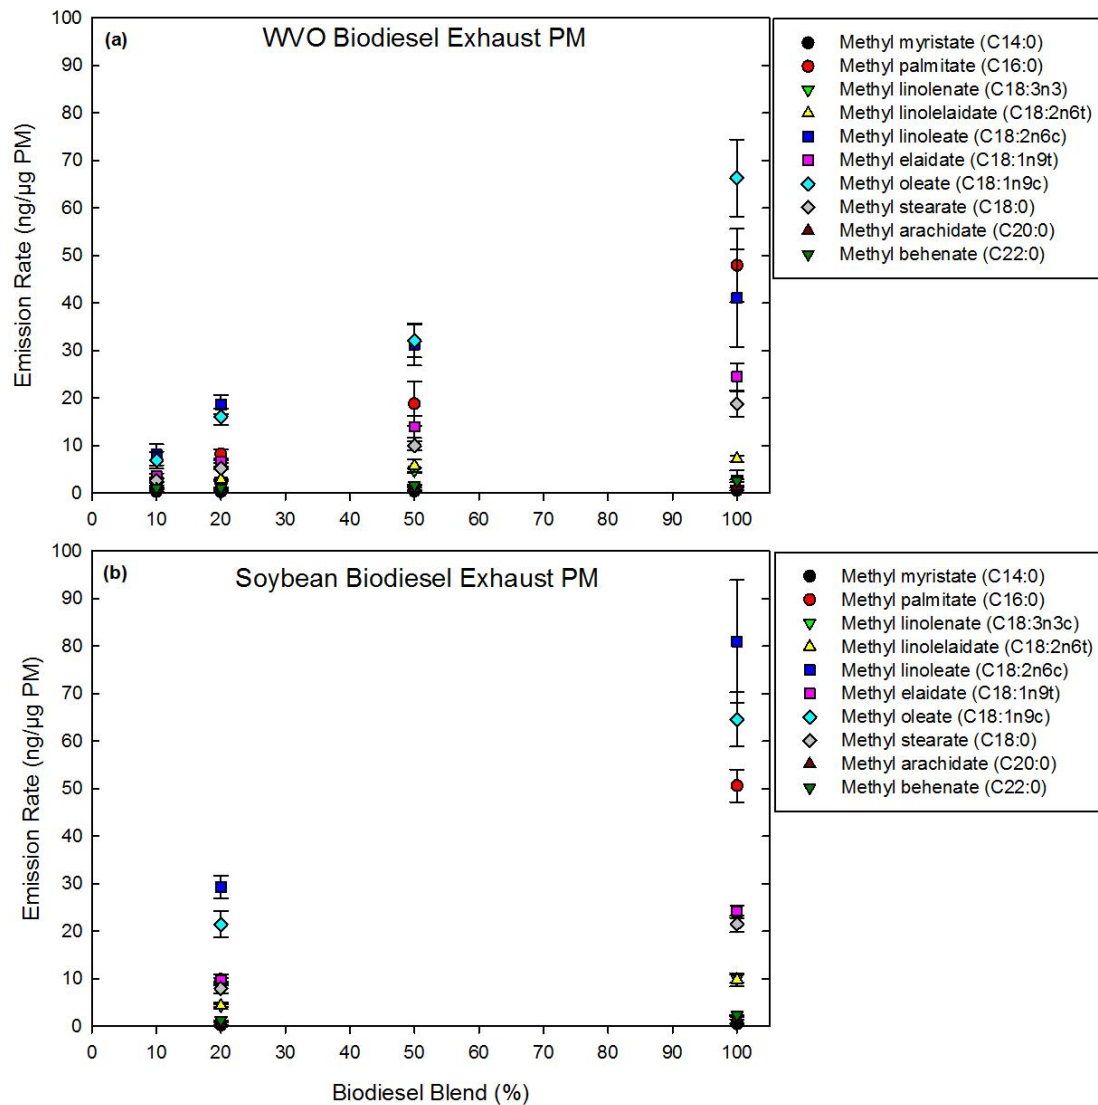 (a)
WVO Biodiesel Exhaust PM
100
90
80
70
60
50
40
30
20
10
0
Emission Rate (ng/µg PM)
0 10 20 30 40 50 60 70 80 90 100
Methyl myristate (C14:0)
Methyl palmitate (C16:0)
Methyl linolenate (C18:3n3)
Methyl linolelaidate (C18:2n6t)
Methyl linoleate (C18:2n6c)
Methyl elaidate (C18:1n9t)
Methyl oleate (C18:1n9c)
Methyl stearate (C18:0)
Methyl arachidate (C20:0)
Methyl behenate (C22:0)
(b)
Soybean Biodiesel Exhaust PM
100
90
80
70
60
50
40
30
20
10
0
Emission Rate (ng/µg PM)
0 10 20 30 40 50 60 70 80 90 100
Biodiesel Blend (%)
Methyl myristate (C14:0)
Methyl palmitate (C16:0)
Methyl linolenate (C18:3n3c)
Methyl linolelaidate (C18:2n6t)
Methyl linoleate (C18:2n6c)
Methyl elaidate (C18:1n9t)
Methyl oleate (C18:1n9c)
Methyl stearate (C18:0)
Methyl arachidate (C20:0)
Methyl behenate (C22:0)